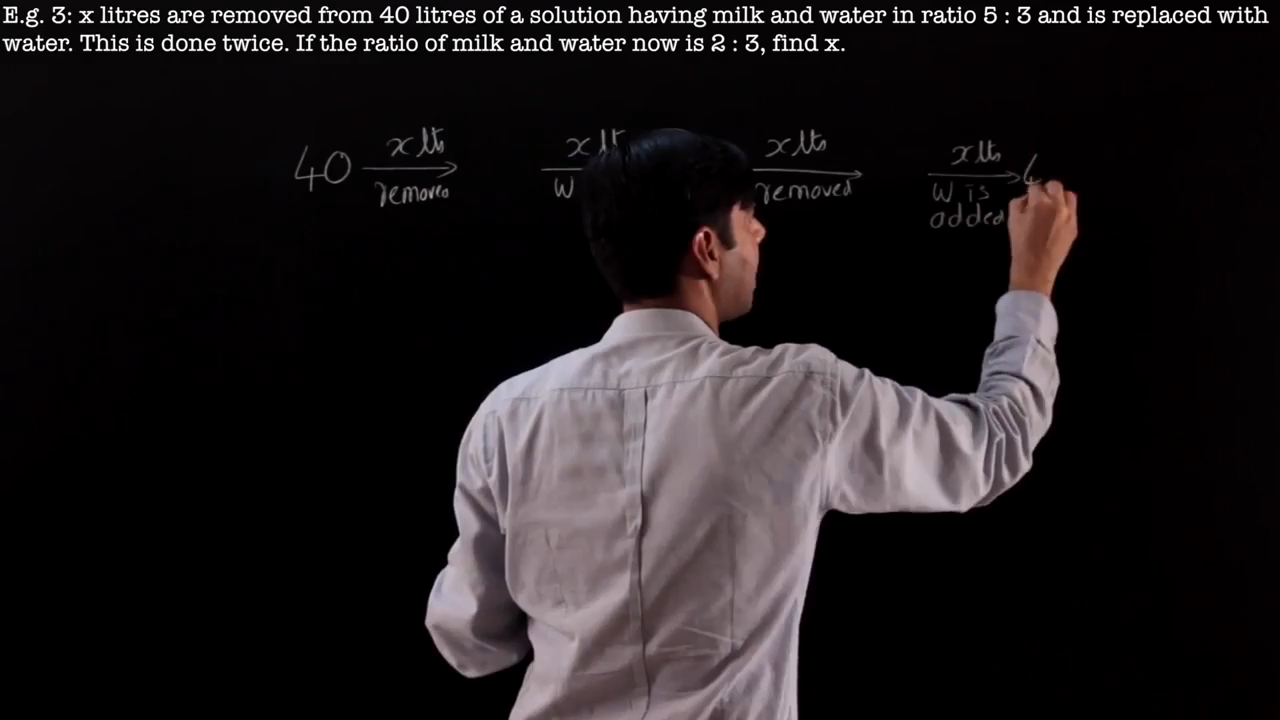 E.g. 3: x litres are removed from 40 litres of a solution having milk and water in ratio 5 : 3 and is replaced with
water. This is done twice. If the ratio of milk and water now is 2 : 3, find x.
40 x lts x lt x lts x lts
removed W removed W is
added